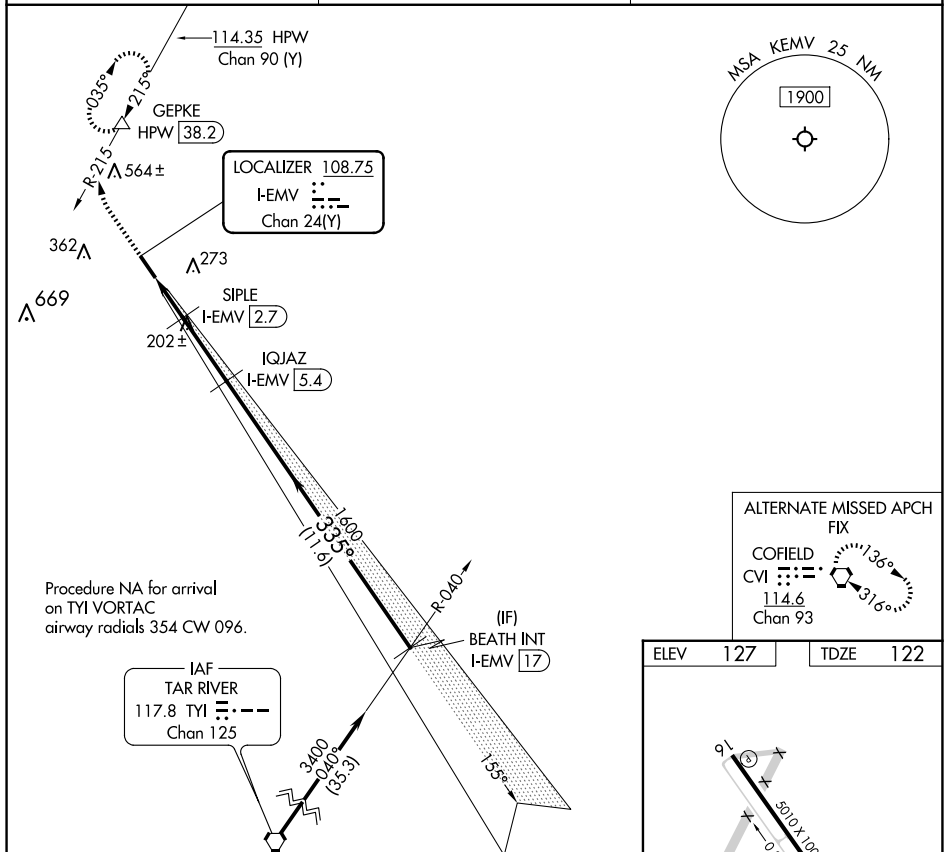 114.35 HPW
Chan 90 (Y)
035°
215°
GEPKE
HPW 38.2
R-215
564±
LOCALIZER 108.75
I-EMV
Chan 24(Y)
362
273
669
SIPLE
I-EMV 2.7
202±
IQJAZ
I-EMV 5.4
1600
335°
(11.6)
R-040
(IF)
BEATH INT
I-EMV 17
155°
Procedure NA for arrival
on TYI VORTAC
airway radials 354 CW 096.
IAF
TAR RIVER
117.8 TYI
Chan 125
3400
040°
(35.3)
MSA KEMV 25 NM
1900
ALTERNATE MISSED APCH
FIX
COFIELD
CVI
114.6
Chan 93
136°
316°
ELEV 127
TDZE 122
16
P
5010 X 100